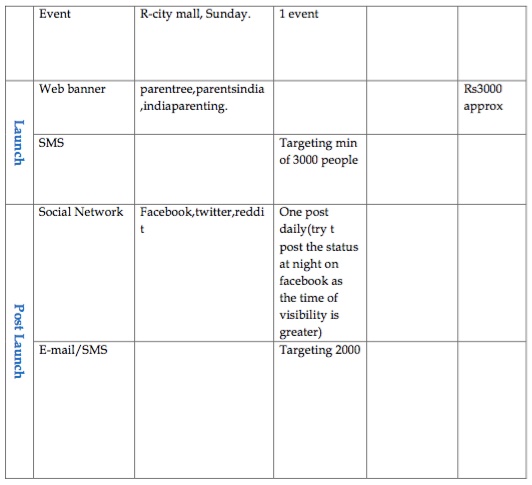 Event R-city mall, Sunday. 1 event
Launch
Web banner parentree,parentsindia Rs3000
,indiaparenting. approx
SMS Targeting min
of 3000 people
Post Launch
Social Network Facebook,twitter,reddi One post
t daily(try t
post the status
at night on
facebook as
the time of
visibility is
greater)
E-mail/SMS Targeting 2000